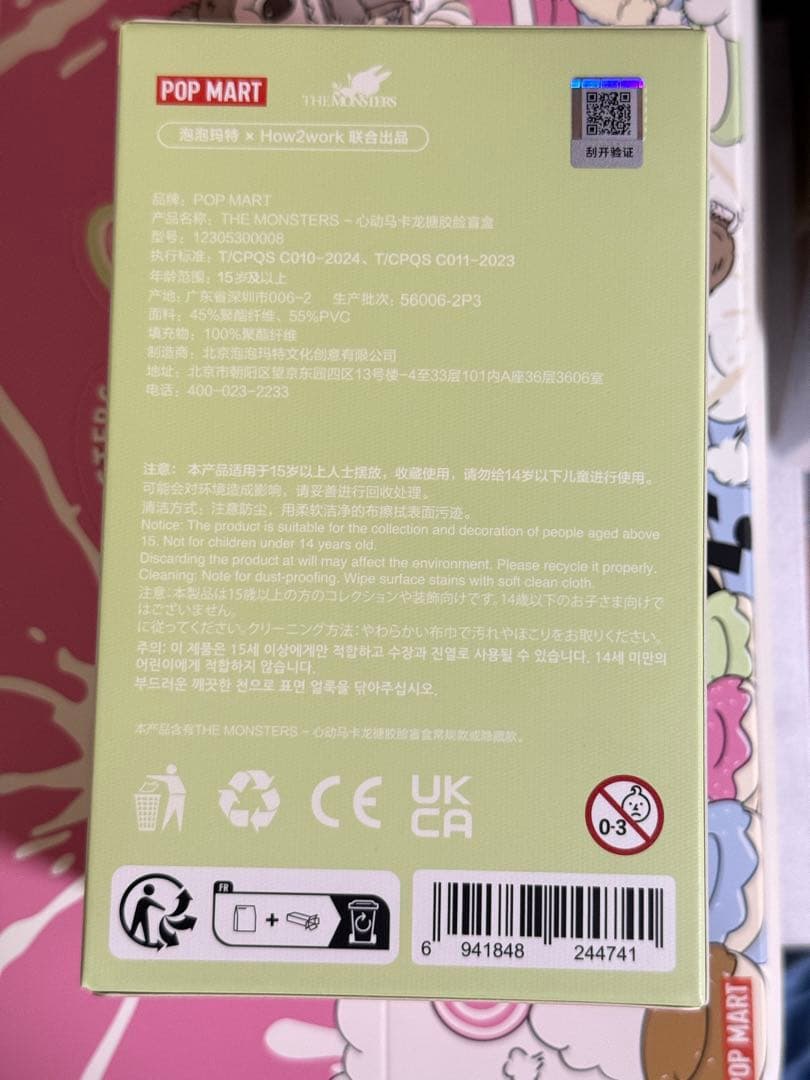 POP MART
THE MONSTERS
泡泡玛特 × How2work 联合出品
刮开验证
品牌：POP MART
产品名称：THE MONSTERS － 心动马卡龙搪胶脸盲盒
型号：12305300008
执行标准：T/CPQS C010-2024、T/CPQS C011-2023
年龄范围：15岁及以上
产地：广东省深圳市006-2 生产批次：56006-2P3
面料：45%聚酯纤维、55%PVC
填充物：100%聚酯纤维
制造商：北京泡泡玛特文化创意有限公司
地址：北京市朝阳区望京东园四区13号楼-4至33层101内A座36层3606室
电话：400-023-2233
注意： 本产品适用于15岁以上人士摆放，收藏使用，请勿给14岁以下儿童进行使用。
可能会对环境造成影响，请妥善进行回收处理。
清洁方式：注意防尘，用柔软洁净的布擦拭表面污迹。
Notice: The product is suitable for the collection and decoration of people aged above
15. Not for children under 14 years old.
Discarding the product at will may affect the environment. Please recycle it properly.
Cleaning: Note for dust-proofing. Wipe surface stains with soft clean cloth.
注意：本製品は15歳以上の方のコレクションや装飾向けです。14歳以下のお子さま向けで
はございません。
に従ってください。クリーニング方法：やわらかい布巾で汚れやほこりをお取りください。
주의: 이 제품은 15세 이상에게만 적합하고 수장과 진열로 사용될 수 있습니다. 14세 미만의
어린이에게 적합하지 않습니다.
부드러운 깨끗한 천으로 표면 얼룩을 닦아주십시오.
本产品含有THE MONSTERS － 心动马卡龙搪胶脸盲盒常规款或隐藏款。
CE
UK
CA
0-3
FR
6 941848 244741
POP MART